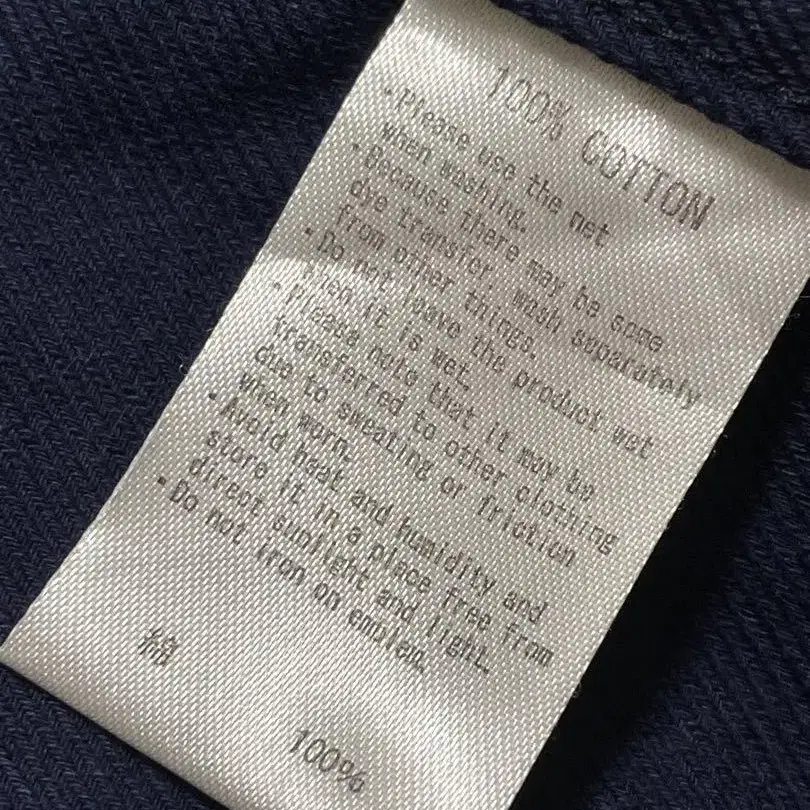 100% COTTON
・Please use the net
when washing.
・Because there may be some
dye transfer, wash separately
from other things.
・Do not leave the product wet
when it is wet.
・Please note that it may be
transferred to other clothing
due to sweating or friction
when worn.
・Avoid heat and humidity and
store it in a place free from
direct sunlight and light.
・Do not iron on emblem.
綿
100%